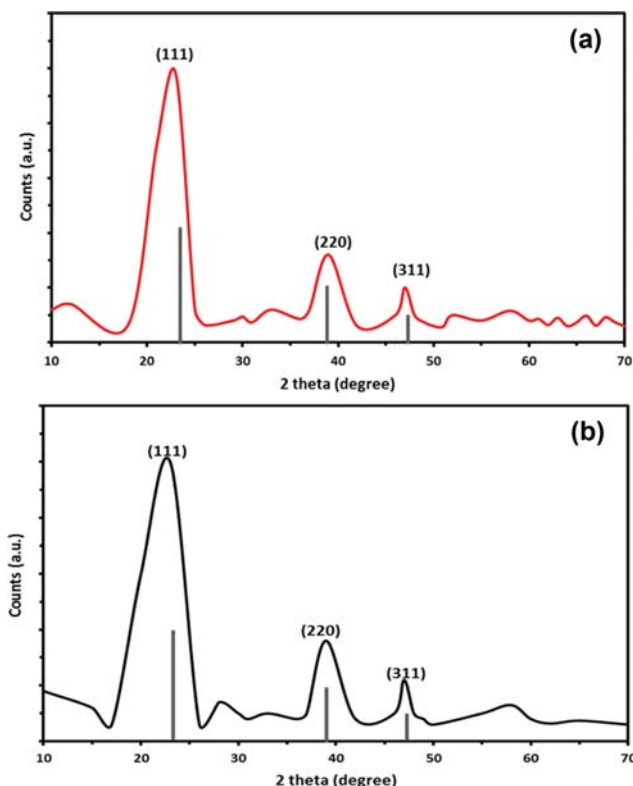 (a)
(111)
(220)
(311)
Counts (a.u.)
10 20 30 40 50 60 70
2 theta (degree)
(b)
(111)
(220)
(311)
Counts (a.u.)
10 20 30 40 50 60 70
2 theta (degree)